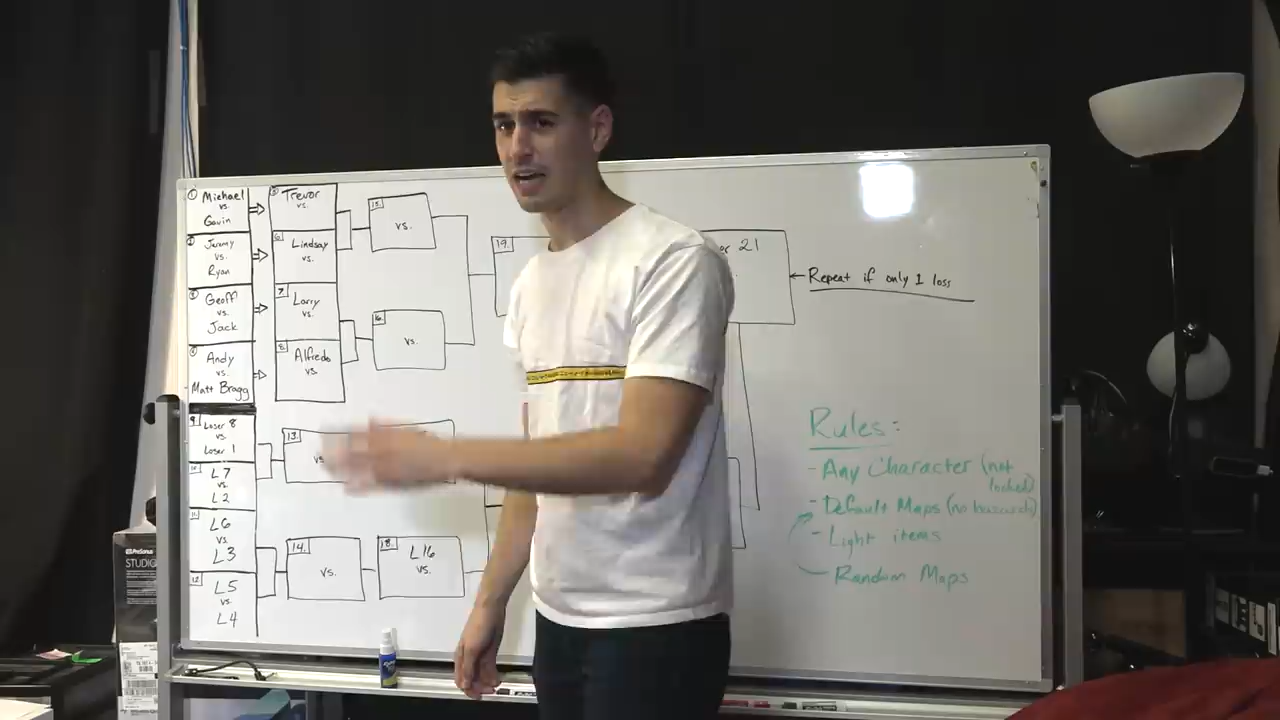 1 Michael
vs.
Gavin
2 Jeremy
vs.
Ryan
3 Geoff
vs.
Jack
4 Andy
vs.
Matt Bragg
5 Trevor
vs.
6 Lindsay
vs.
7 Larry
vs.
8 Alfredo
vs.
15.
vs.
16.
vs.
19.
or 21
Repeat if only 1 loss
9 Loser 8
vs.
Loser 1
10 L7
vs.
L2
11. L6
vs.
L3
12 L5
vs.
L4
13.
vs.
14.
vs.
18. L16
vs.
Rules:
- Any Character (not
locked)
- Default Maps (no
- Light items
Random Maps
PreSonus
STUDIO